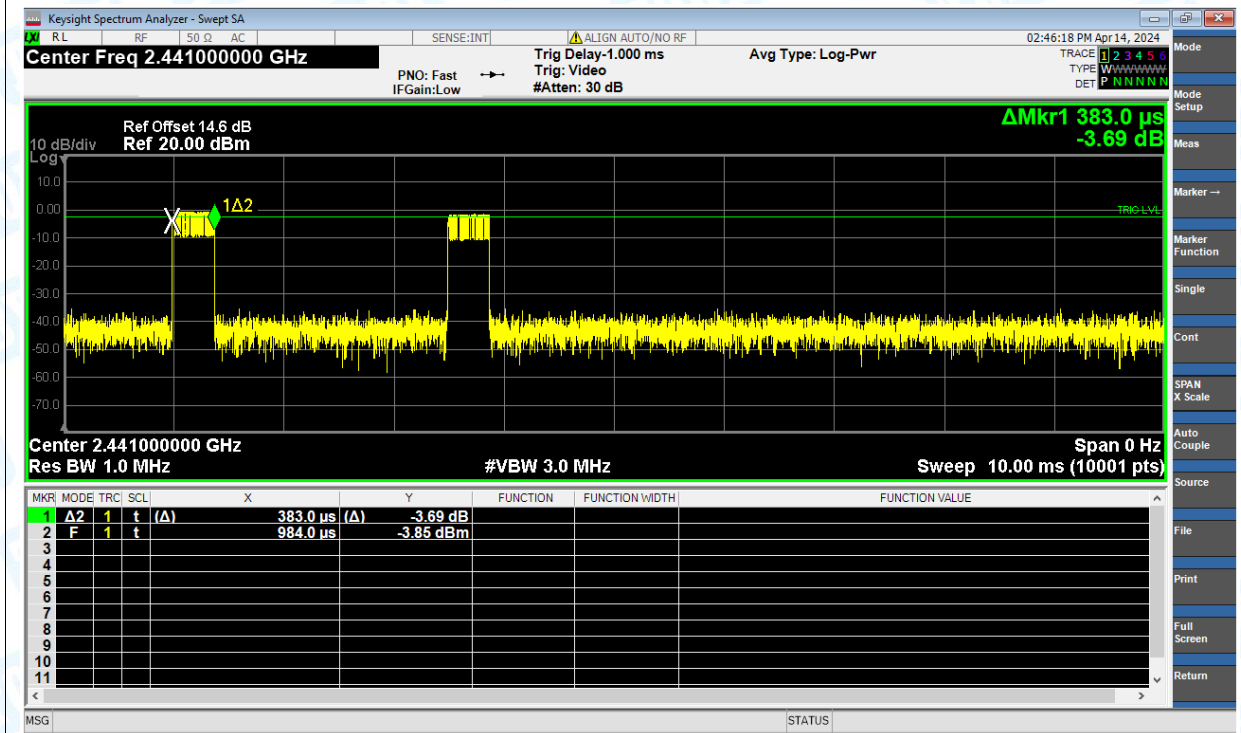 Keysight Spectrum Analyzer - Swept SA
LXI RL RF 50 Ω AC SENSE:INT ALIGN AUTO/NO RF 02:46:18 PM Apr 14, 2024
Center Freq 2.441000000 GHz
PNO: Fast
IFGain:Low
Trig Delay-1.000 ms
Trig: Video
#Atten: 30 dB
Avg Type: Log-Pwr
TRACE 1 2 3 4 5 6
TYPE WWWWWW
DET P N N N N N
ΔMkr1 383.0 µs
-3.69 dB
Ref Offset 14.6 dB
10 dB/div Ref 20.00 dBm
Log
10.0
0.00
-10.0
-20.0
-30.0
-40.0
-50.0
-60.0
-70.0
1Δ2
TRIG LVL
Center 2.441000000 GHz Span 0 Hz
Res BW 1.0 MHz #VBW 3.0 MHz Sweep 10.00 ms (10001 pts)
MKR MODE TRC SCL X Y FUNCTION FUNCTION WIDTH FUNCTION VALUE
1 Δ2 1 t (Δ) 383.0 µs (Δ) -3.69 dB
2 F 1 t 984.0 µs -3.85 dBm
3
4
5
6
7
8
9
10
11
MSG STATUS
Mode
Mode
Setup
Meas
Marker →
Marker
Function
Single
Cont
SPAN
X Scale
Auto
Couple
Source
File
Print
Full
Screen
Return